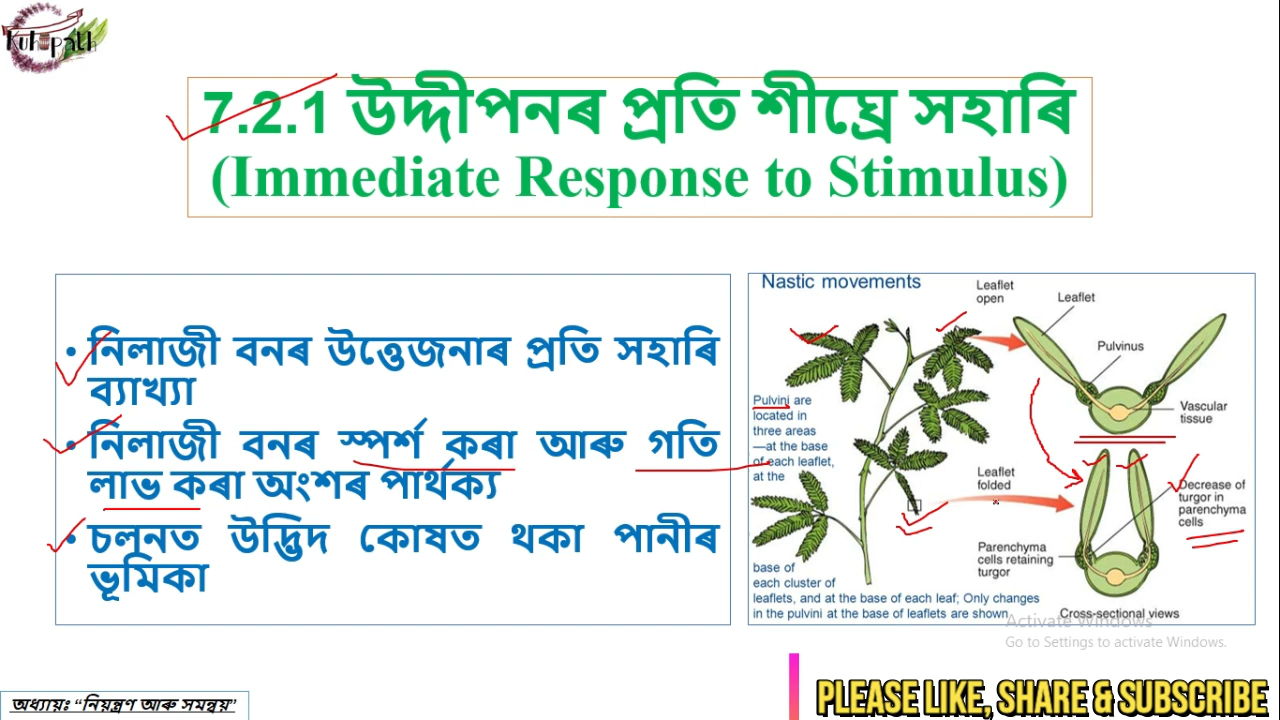 Kuhipath
7.2.1 উদ্দীপনৰ প্ৰতি শীঘ্ৰে সহাৰি
(Immediate Response to Stimulus)
• নিলাজী বনৰ উত্তেজনাৰ প্ৰতি সহাৰি
ব্যাখ্যা
• নিলাজী বনৰ স্পৰ্শ কৰা আৰু গতি
লাভ কৰা অংশৰ পাৰ্থক্য
• চলনত উদ্ভিদ কোষত থকা পানীৰ
ভূমিকা
Nastic movements
Leaflet
open
Leaflet
Pulvinus
Vascular
tissue
Pulvini are
located in
three areas
—at the base
of each leaflet,
at the
Leaflet
folded
Decrease of
turgor in
parenchyma
cells
Parenchyma
cells retaining
turgor
base of
each cluster of
leaflets, and at the base of each leaf; Only changes
in the pulvini at the base of leaflets are shown.
Cross-sectional views
Activate Windows
Go to Settings to activate Windows.
অধ্যায়ঃ “নিয়ন্ত্ৰণ আৰু সমন্বয়”
PLEASE LIKE, SHARE & SUBSCRIBE